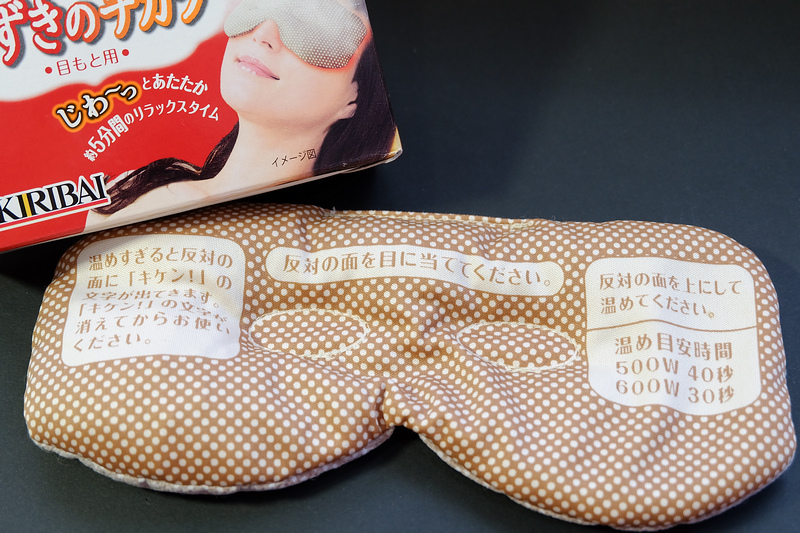 ずきのチカラ
•目もと用•
じわ〜っとあたたか
約5分間のリラックスタイム
イメージ図
KIRIBAI
温めすぎると反対の
面に「キケン!」の
文字が出てきます。
「キケン!」の文字が
消えてからお使い
ください。
反対の面を目に当ててください。
反対の面を上にして
温めてください。
温め目安時間
500W 40秒
600W 30秒